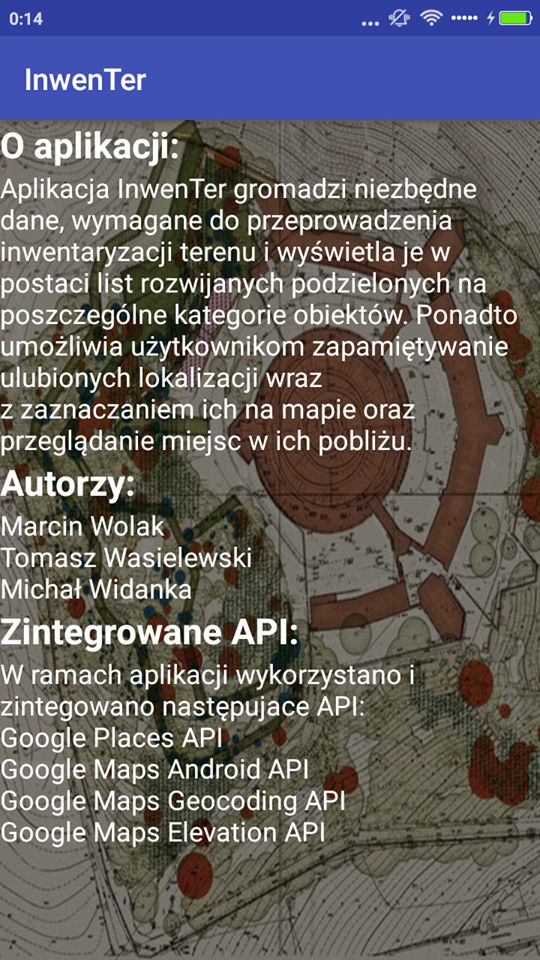 0:14
InwenTer
O aplikacji:
Aplikacja InwenTer gromadzi niezbędne
dane, wymagane do przeprowadzenia
inwentaryzacji terenu i wyświetla je w
postaci list rozwijanych podzielonych na
poszczególne kategorie obiektów. Ponadto
umożliwia użytkownikom zapamiętywanie
ulubionych lokalizacji wraz
z zaznaczaniem ich na mapie oraz
przeglądanie miejsc w ich pobliżu.
Autorzy:
Marcin Wolak
Tomasz Wasielewski
Michał Widanka
Zintegrowane API:
W ramach aplikacji wykorzystano i
zintegowano następujace API:
Google Places API
Google Maps Android API
Google Maps Geocoding API
Google Maps Elevation API